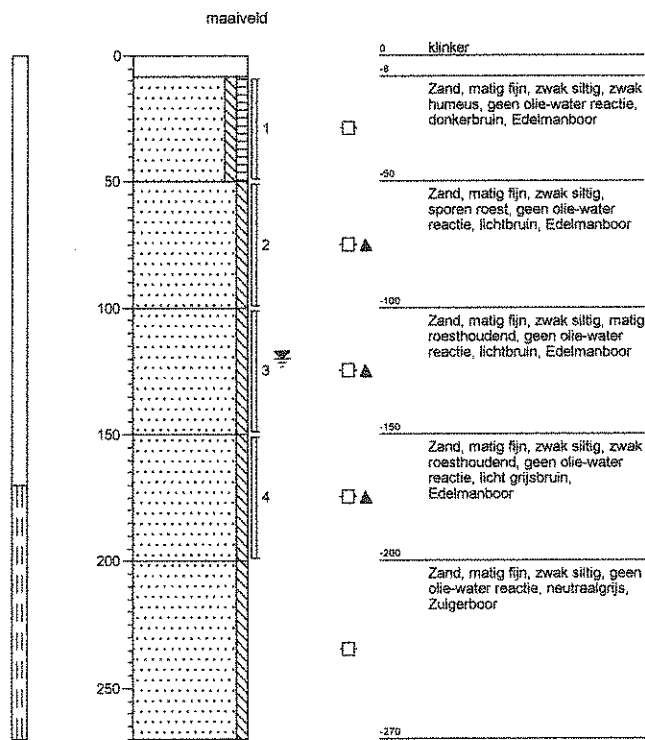 maaiveld
0
50
100
150
200
250
1
2
3
4
0 klinker
-8
Zand, matig fijn, zwak siltig, zwak
humeus, geen olie-water reactie,
donkerbruin, Edelmanboor
-50
Zand, matig fijn, zwak siltig,
sporen roest, geen olie-water
reactie, lichtbruin, Edelmanboor
-100
Zand, matig fijn, zwak siltig, matig
roesthoudend, geen olie-water
reactie, lichtbruin, Edelmanboor
-150
Zand, matig fijn, zwak siltig, zwak
roesthoudend, geen olie-water
reactie, licht grijsbruin,
Edelmanboor
-200
Zand, matig fijn, zwak siltig, geen
olie-water reactie, neutraalgrijs,
Zuigerboor
-270